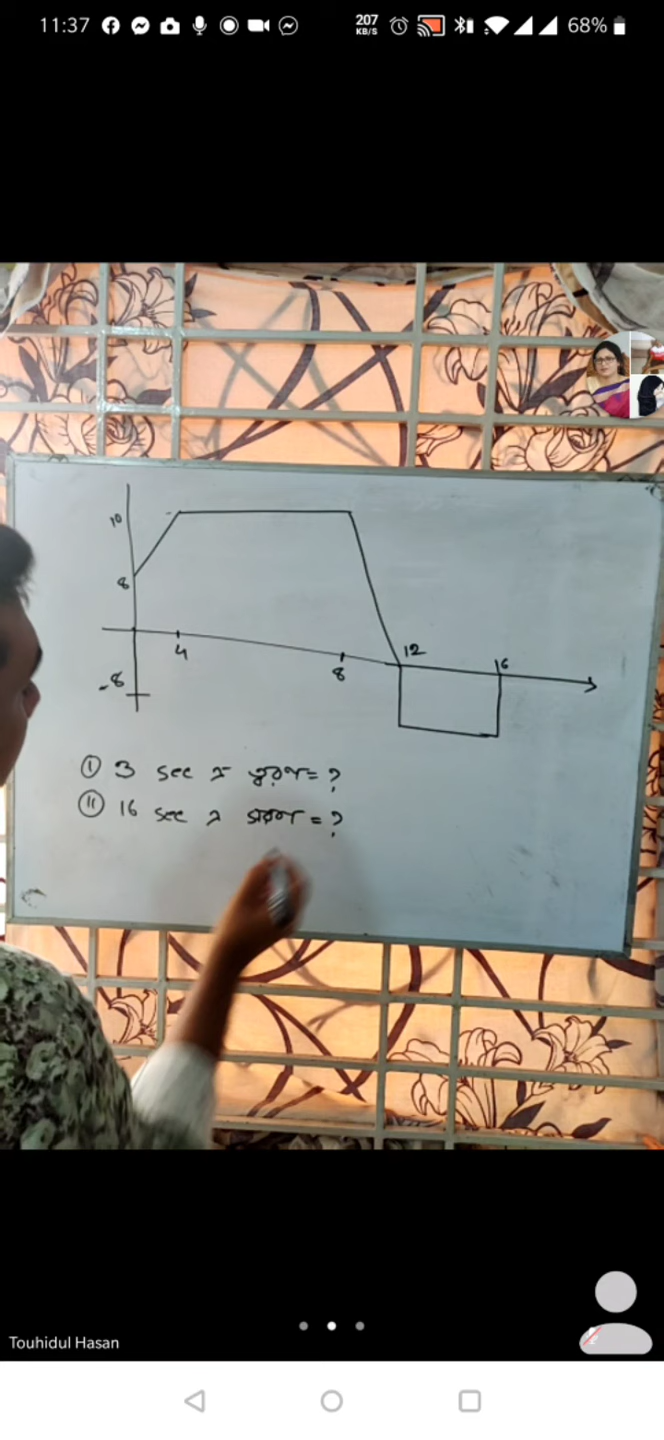 11:37
207
KB/S
68%
10
8
4
8
12
16
-8
① 3 sec এ ত্বরণ = ?
② 16 sec এ সরণ = ?
Touhidul Hasan